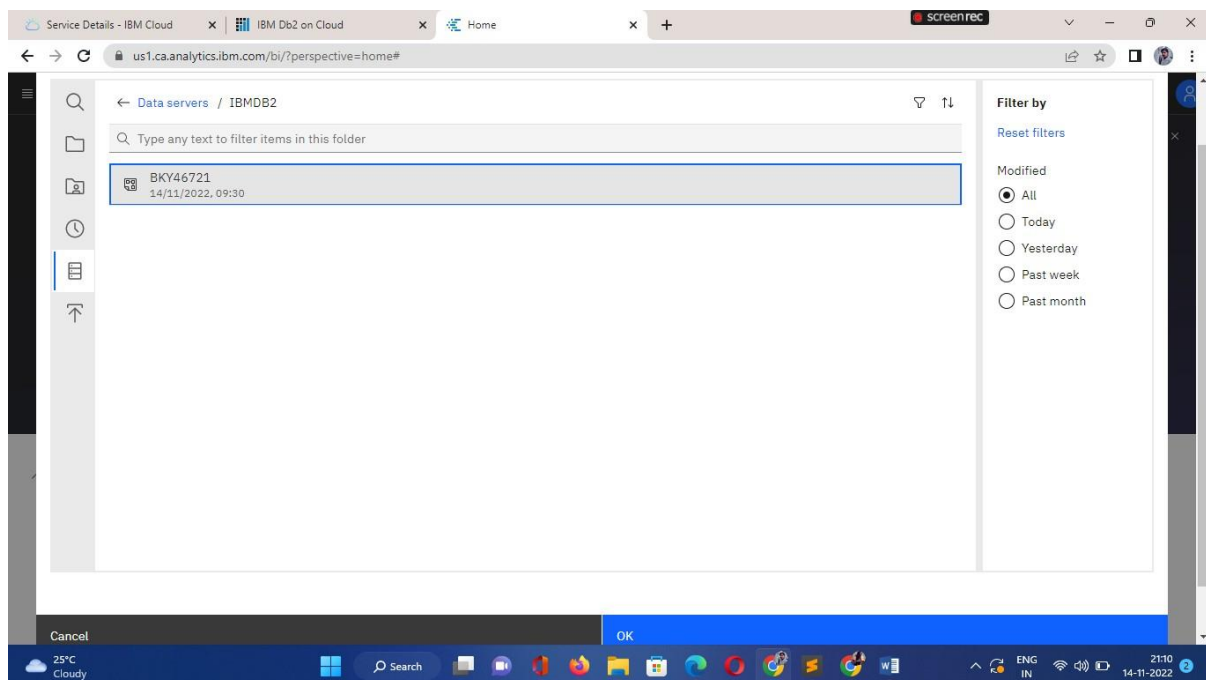 Service Details - IBM Cloud
IBM Db2 on Cloud
Home
screenrec
us1.ca.analytics.ibm.com/bi/?perspective=home#
← Data servers / IBMDB2
Type any text to filter items in this folder
BKY46721
14/11/2022, 09:30
Filter by
Reset filters
Modified
All
Today
Yesterday
Past week
Past month
Cancel
OK
25°C
Cloudy
Search
ENG
IN
21:10
14-11-2022
2